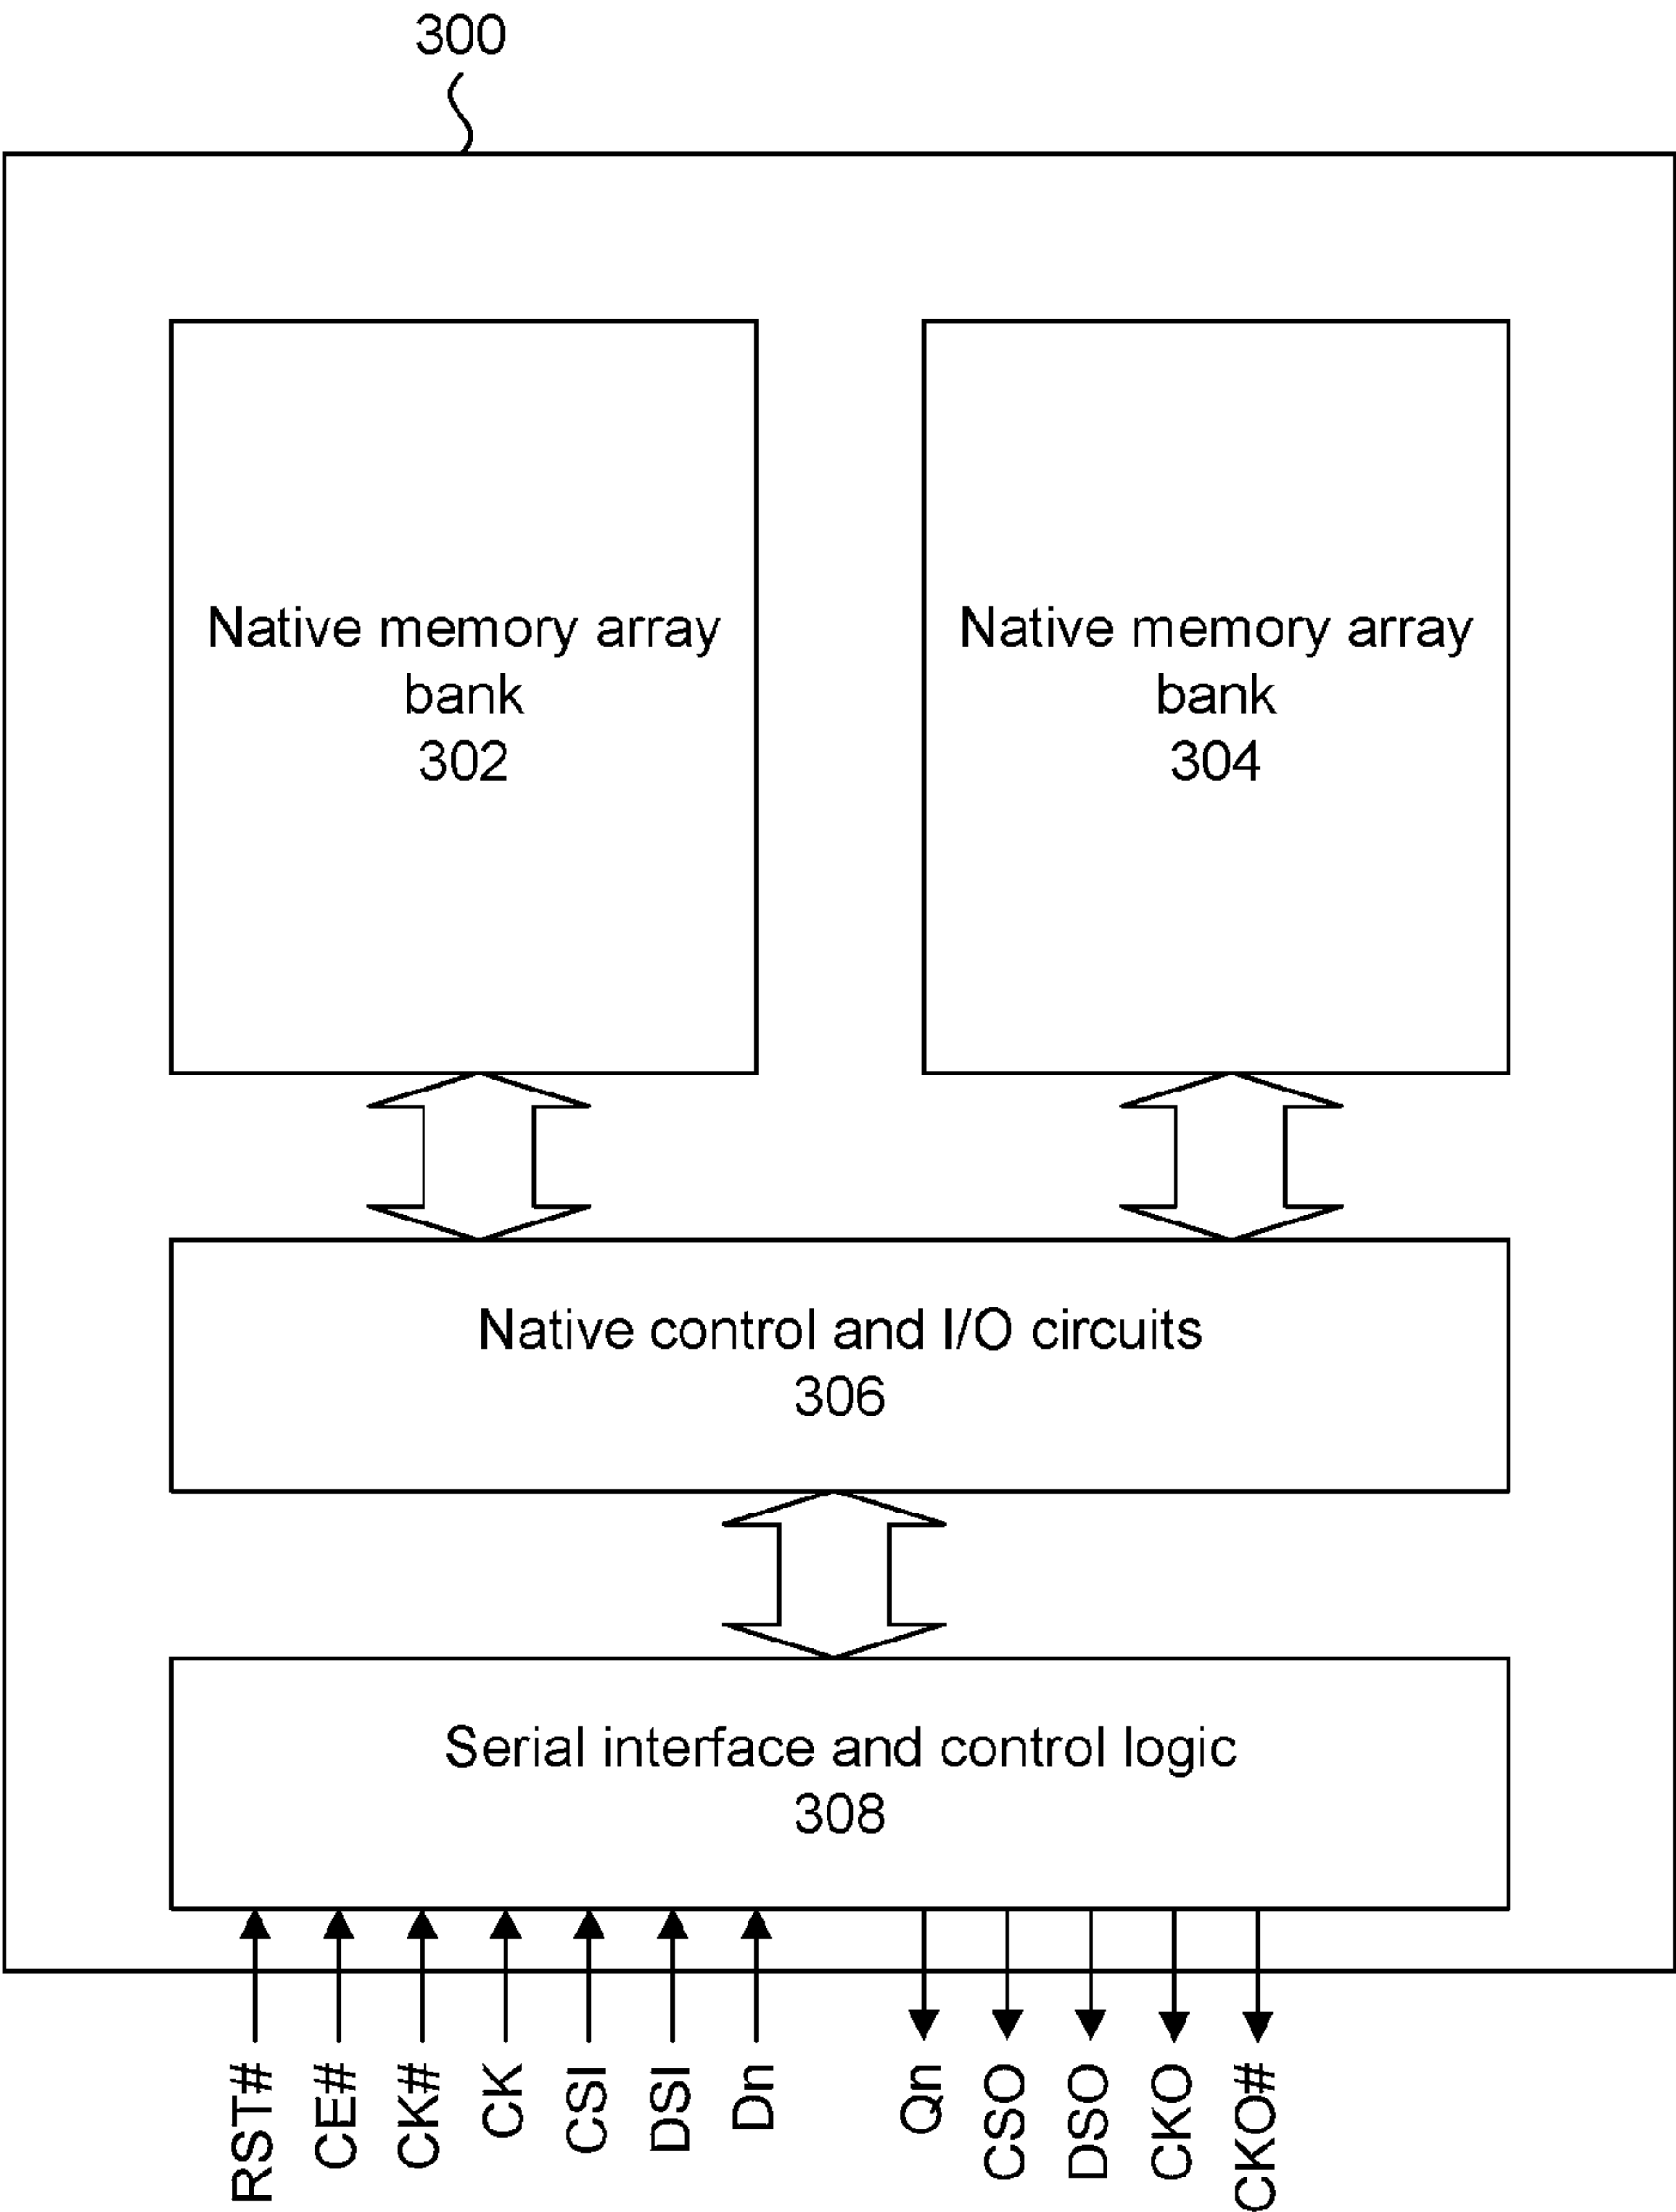 300
Native memory array
bank
302
Native memory array
bank
304
Native control and I/O circuits
306
Serial interface and control logic
308
RST#
CE#
CK#
CK
CSI
DSI
Dn
Qn
CSO
DSO
CKO
CKO#